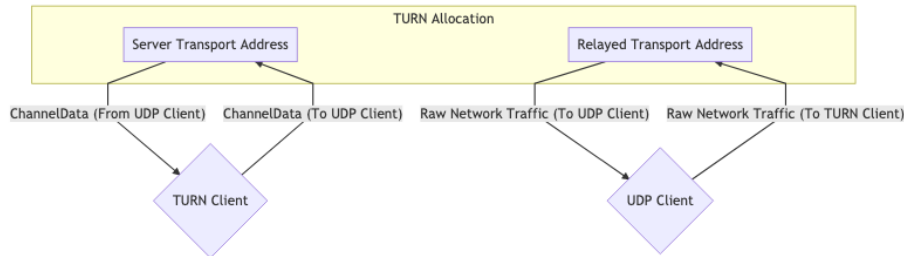 TURN Allocation
Server Transport Address
Relayed Transport Address
ChannelData (From UDP Client)
ChannelData (To UDP Client)
Raw Network Traffic (To UDP Client)
Raw Network Traffic (To TURN Client)
TURN Client
UDP Client